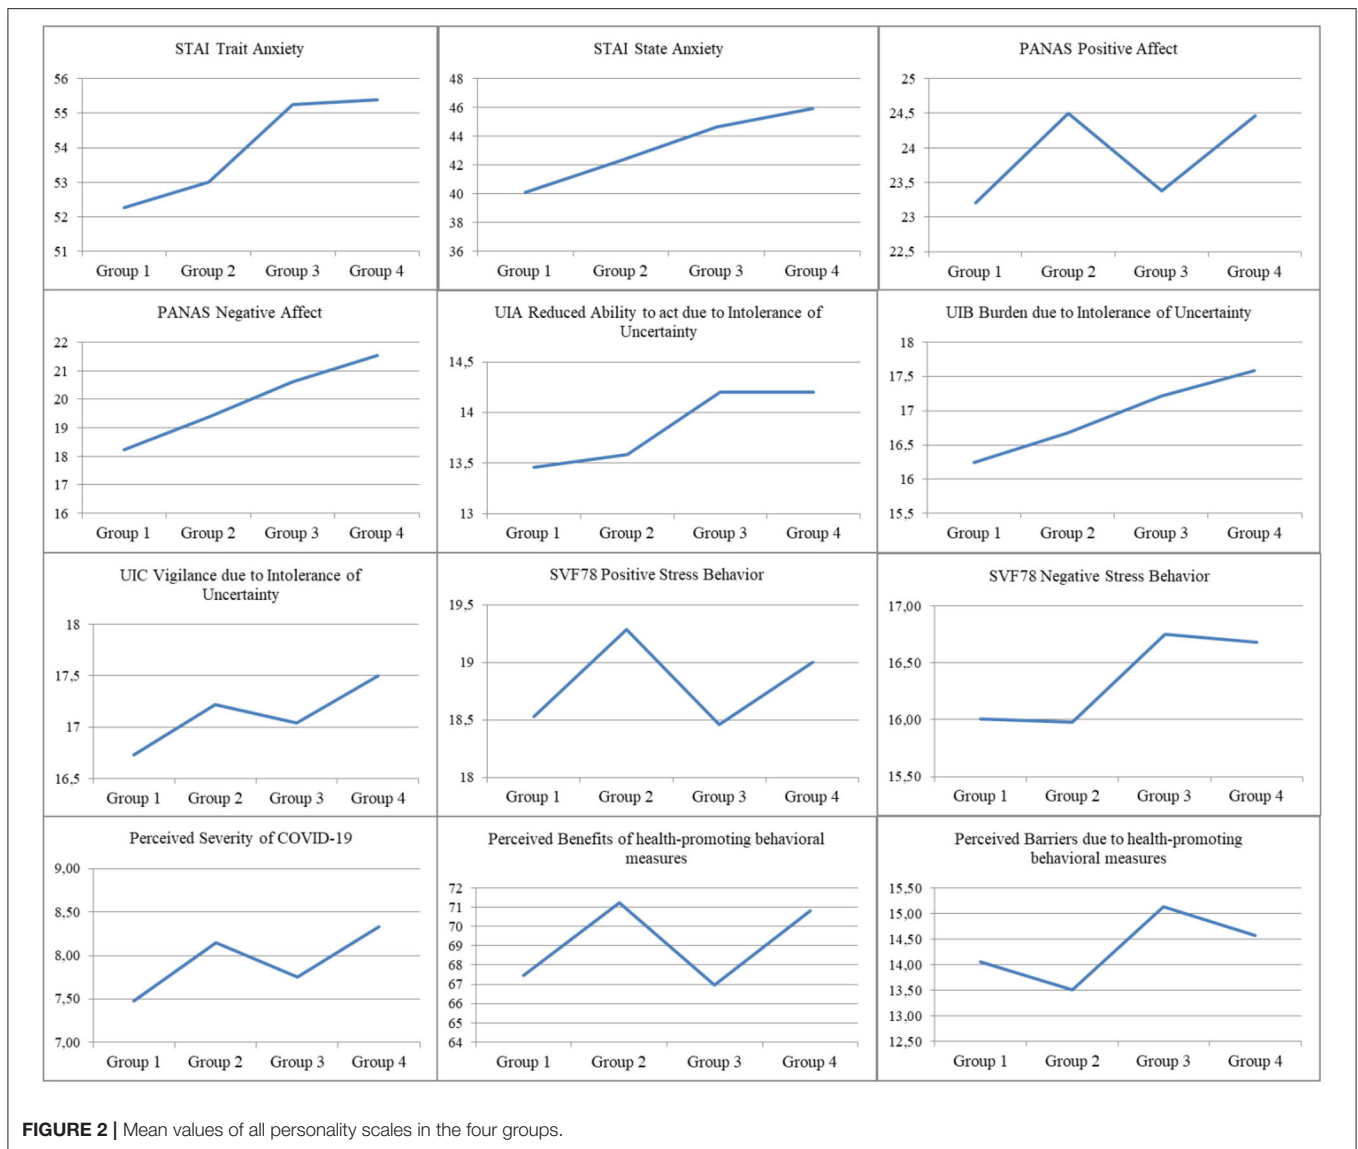 STAI Trait Anxiety
56
55
54
53
52
51
Group 1 Group 2 Group 3 Group 4
STAI State Anxiety
48
46
44
42
40
38
36
Group 1 Group 2 Group 3 Group 4
PANAS Positive Affect
25
24,5
24
23,5
23
22,5
Group 1 Group 2 Group 3 Group 4
PANAS Negative Affect
22
21
20
19
18
17
16
Group 1 Group 2 Group 3 Group 4
UIA Reduced Ability to act due to Intolerance of
Uncertainty
14,5
14
13,5
13
Group 1 Group 2 Group 3 Group 4
UIB Burden due to Intolerance of Uncertainty
18
17,5
17
16,5
16
15,5
Group 1 Group 2 Group 3 Group 4
UIC Vigilance due to Intolerance of
Uncertainty
18
17,5
17
16,5
Group 1 Group 2 Group 3 Group 4
SVF78 Positive Stress Behavior
19,5
19
18,5
18
Group 1 Group 2 Group 3 Group 4
SVF78 Negative Stress Behavior
17,00
16,50
16,00
15,50
Group 1 Group 2 Group 3 Group 4
Perceived Severity of COVID-19
9,00
8,50
8,00
7,50
7,00
Group 1 Group 2 Group 3 Group 4
Perceived Benefits of health-promoting behavioral
measures
72
71
70
69
68
67
66
65
64
Group 1 Group 2 Group 3 Group 4
Perceived Barriers due to health-promoting
behavioral measures
15,50
15,00
14,50
14,00
13,50
13,00
12,50
Group 1 Group 2 Group 3 Group 4
FIGURE 2 | Mean values of all personality scales in the four groups.